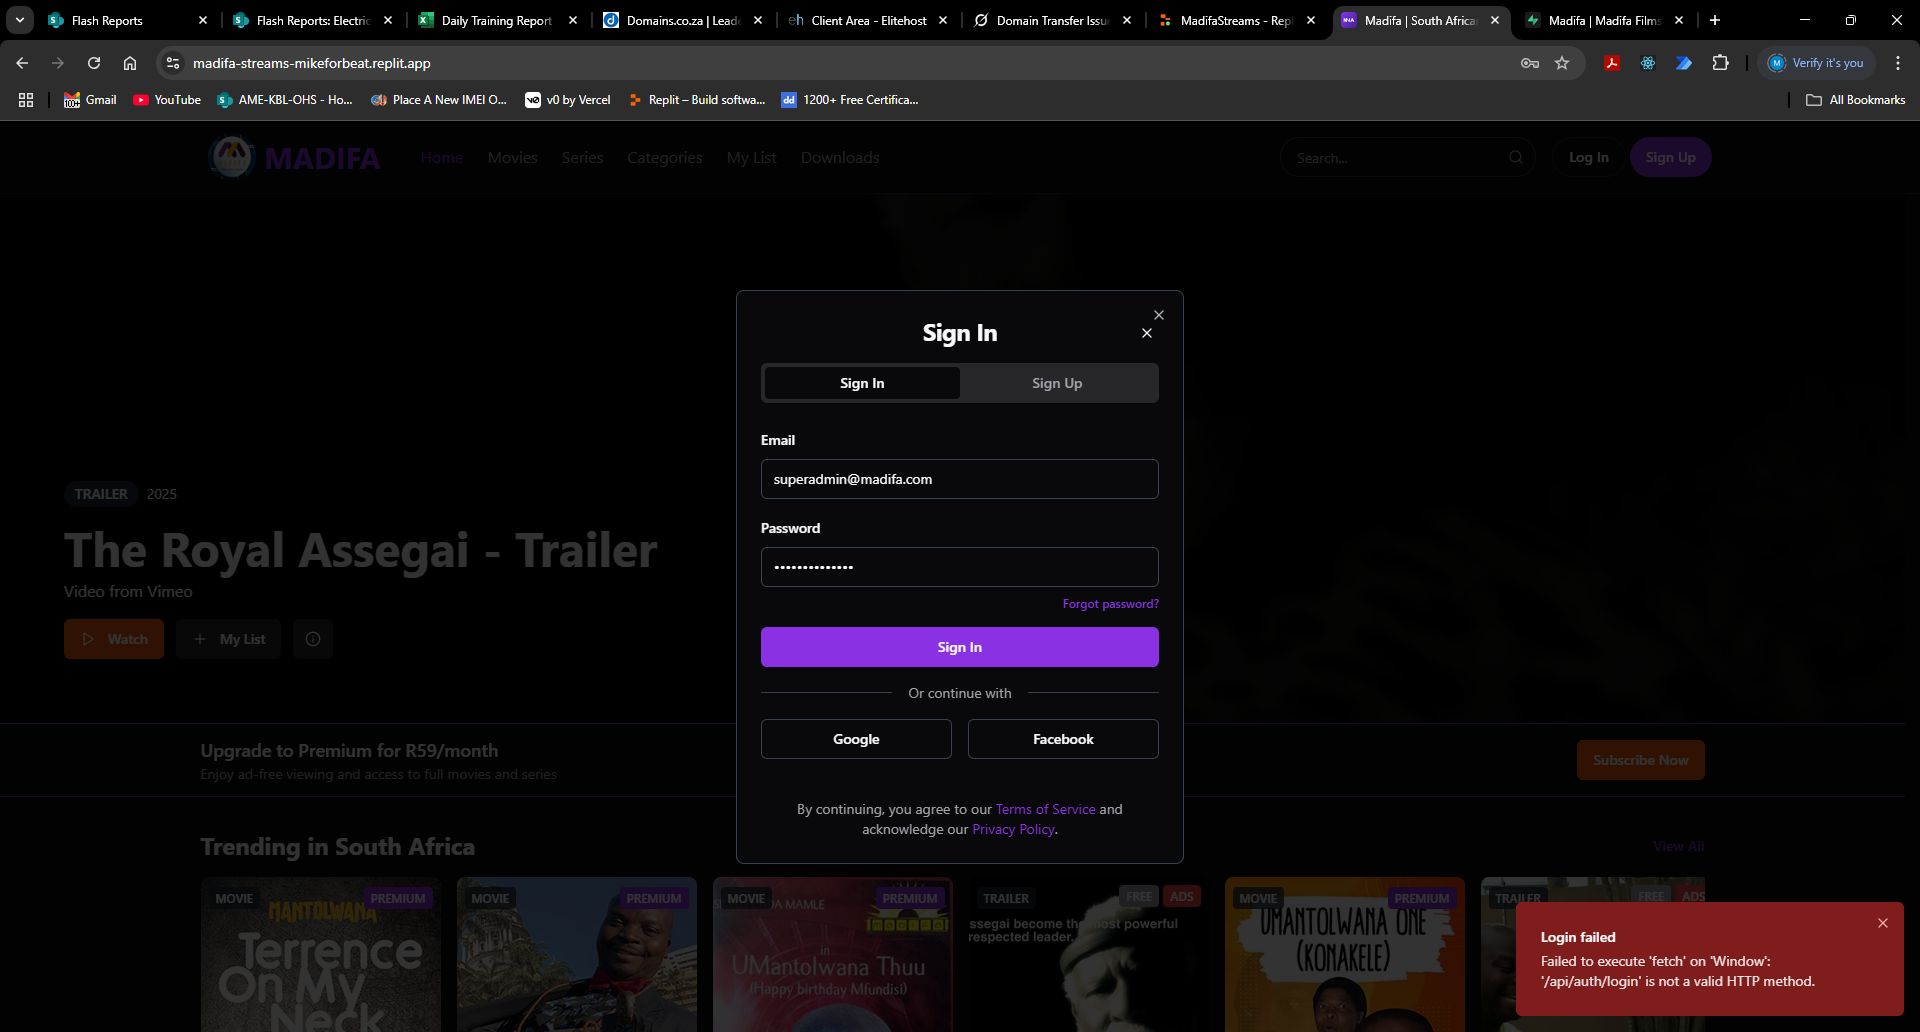 Flash Reports
Flash Reports: Electric
Daily Training Report
Domains.co.za | Lead
Client Area - Elitehost
Domain Transfer Issu
MadifaStreams - Repl
Madifa | South Africa
Madifa | Madifa Films
madifa-streams-mikeforbeat.replit.app
Verify it's you
Gmail
YouTube
AME-KBL-OHS - Ho...
Place A New IMEI O...
v0 by Vercel
Replit – Build softwa...
1200+ Free Certifica...
All Bookmarks
MADIFA
Home
Movies
Series
Categories
My List
Downloads
Search...
Log In
Sign Up
Sign In
Sign In
Sign Up
Email
superadmin@madifa.com
Password
••••••••••••••
Forgot password?
Sign In
Or continue with
Google
Facebook
By continuing, you agree to our Terms of Service and
acknowledge our Privacy Policy.
TRAILER
2025
The Royal Assegai - Trailer
Video from Vimeo
Watch
My List
Upgrade to Premium for R59/month
Enjoy ad-free viewing and access to full movies and series
Subscribe Now
Trending in South Africa
View All
MOVIE
PREMIUM
MANTOLWANA
Terrence
On My
Neck
MOVIE
PREMIUM
MOVIE
PREMIUM
MAMLE
in
UMantolwana Thuu
(Happy birthday Mfundisi)
TRAILER
FREE
ADS
ssegai become the most powerful
respected leader.
MOVIE
PREMIUM
UMANTOLWANA ONE
(KONAKELE)
TRAILER
FREE
ADS
Login failed
Failed to execute 'fetch' on 'Window':
'/api/auth/login' is not a valid HTTP method.